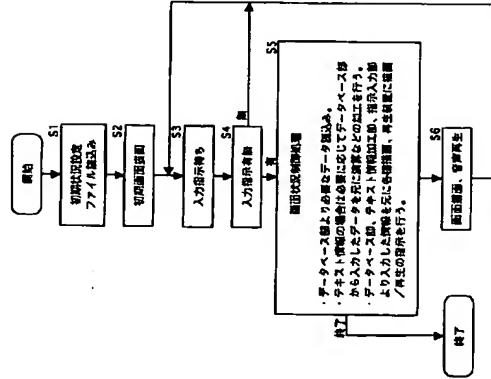 開始
S1
初期状況設定
ファイル読込み
S2
初期画面描画
S3
入力指示待ち
S4
入力指示有無
無
有
S5
画面状況制御処理
・データベース部より必要なデータ読込み。
・テキスト情報の場合は必要に応じてデータベース部
から入力したデータを元に演算などの加工を行う。
・データベース部、テキスト情報加工部、指示入力部
より入力した情報を元に各種描画、再生装置に描画
/再生の指示を行う。
終了
S6
画面描画、音声再生
終了